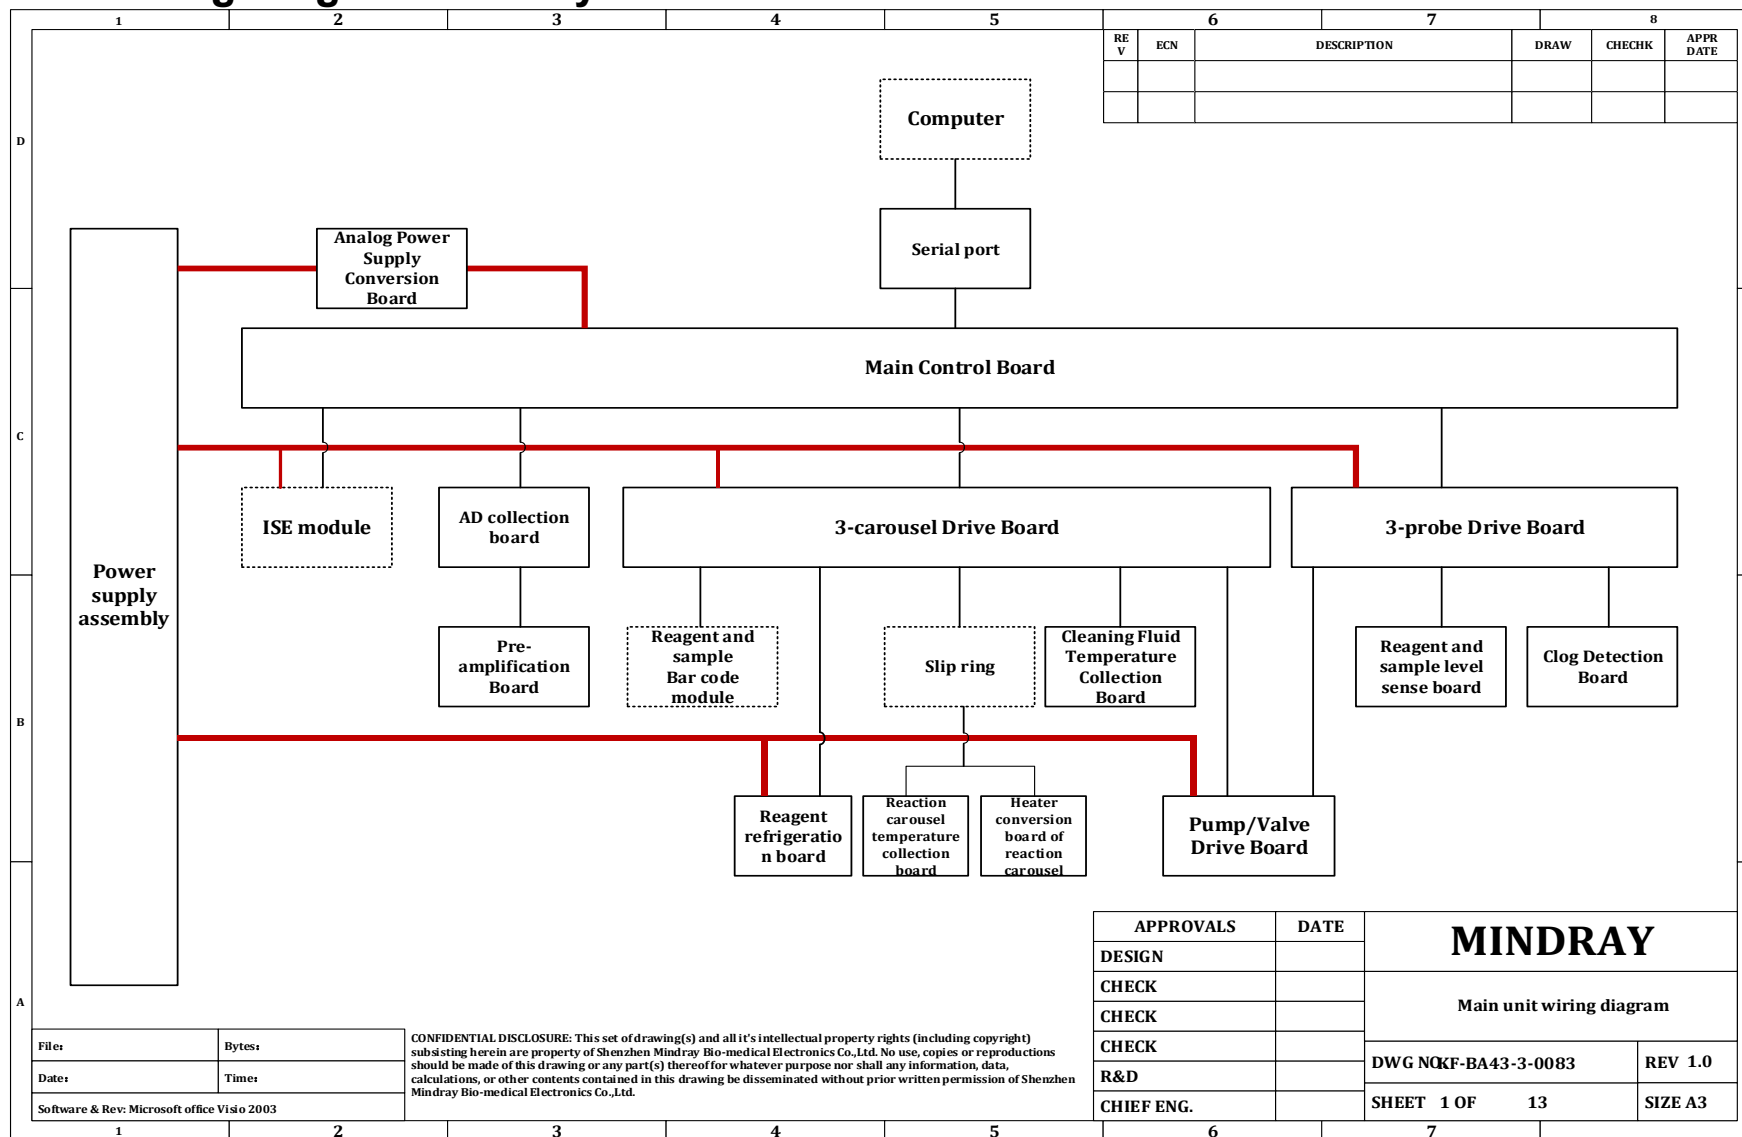 1 2 3 4 5 6 7 8
RE
V
ECN
DESCRIPTION
DRAW
CHECHK
APPR
DATE
Computer
D
Serial port
Analog Power
Supply
Conversion
Board
Main Control Board
C
ISE module
AD collection
board
3-carousel Drive Board
3-probe Drive Board
Power
supply
assembly
Pre-
amplification
Board
Reagent and
sample
Bar code
module
Slip ring
Cleaning Fluid
Temperature
Collection
Board
Reagent and
sample level
sense board
Clog Detection
Board
B
Reagent
refrigeratio
n board
Reaction
carousel
temperature
collection
board
Heater
conversion
board of
reaction
carousel
Pump/Valve
Drive Board
A
APPROVALS DATE
DESIGN
CHECK
CHECK
CHECK
R&D
CHIEF ENG.
MINDRAY
Main unit wiring diagram
DWG NO KF-BA43-3-0083
REV 1.0
SHEET 1 OF 13
SIZE A3
File:
Bytes:
Date:
Time:
Software & Rev: Microsoft office Visio 2003
CONFIDENTIAL DISCLOSURE: This set of drawing(s) and all it's intellectual property rights (including copyright)
subsisting herein are property of Shenzhen Mindray Bio-medical Electronics Co.,Ltd. No use, copies or reproductions
should be made of this drawing or any part(s) thereof for whatever purpose nor shall any information, data,
calculations, or other contents contained in this drawing be disseminated without prior written permission of Shenzhen
Mindray Bio-medical Electronics Co.,Ltd.
1 2 3 4 5 6 7